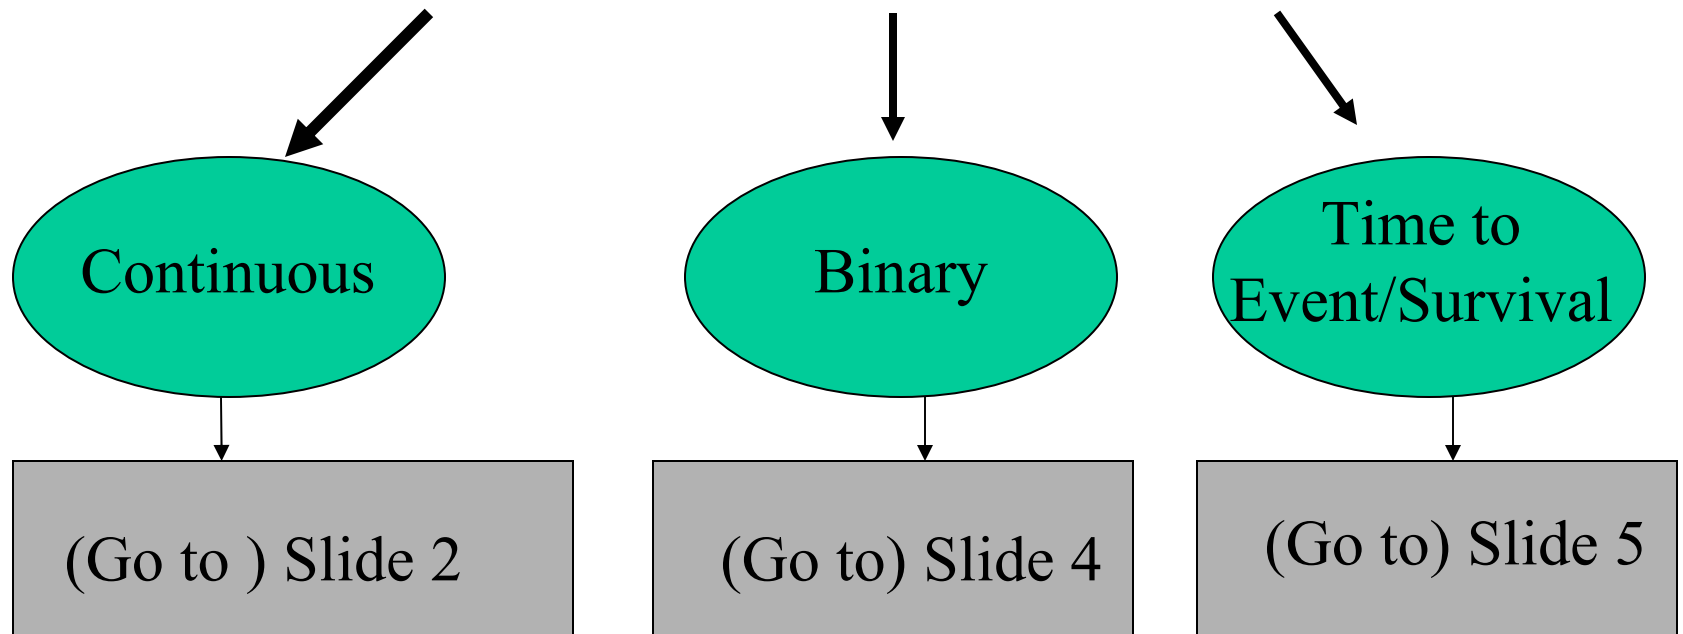 Continuous
Binary
Time to
Event/Survival
(Go to ) Slide 2
(Go to) Slide 4
(Go to) Slide 5